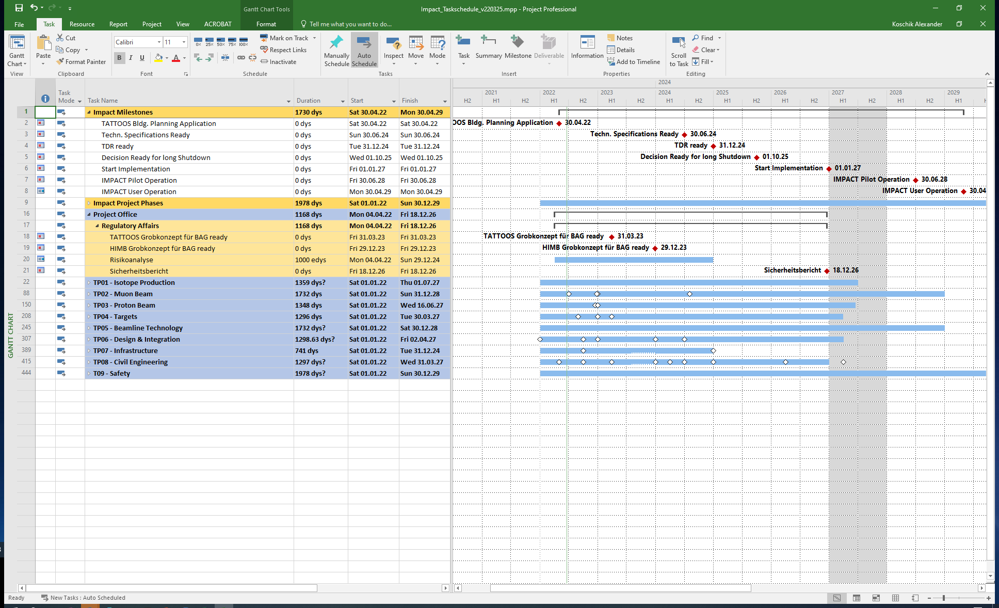 Gantt Chart Tools
Impact_Taskschedule_v220325.mpp - Project Professional
File Task Resource Report Project View ACROBAT Format Tell me what you want to do... Koschik Alexander
Gantt Chart
View
Paste
Cut
Copy
Format Painter
Clipboard
Calibri 11
B I U A
Font
0% 25% 50% 75% 100%
Mark on Track
Respect Links
Inactivate
Schedule
Manually Schedule
Auto Schedule
Inspect
Move
Mode
Tasks
Task
Summary
Milestone
Deliverable
Insert
Information
Notes
Details
Add to Timeline
Properties
Scroll to Task
Find
Clear
Fill
Editing
Task Mode Task Name Duration Start Finish
1 Impact Milestones 1730 dys Sat 30.04.22 Mon 30.04.29
2 TATTOOS Bldg. Planning Application 0 dys Sat 30.04.22 Sat 30.04.22
3 Techn. Specifications Ready 0 dys Sun 30.06.24 Sun 30.06.24
4 TDR ready 0 dys Tue 31.12.24 Tue 31.12.24
5 Decision Ready for long Shutdown 0 dys Wed 01.10.25 Wed 01.10.25
6 Start Implementation 0 dys Fri 01.01.27 Fri 01.01.27
7 IMPACT Pilot Operation 0 dys Fri 30.06.28 Fri 30.06.28
8 IMPACT User Operation 0 dys Mon 30.04.29 Mon 30.04.29
9 Impact Project Phases 1978 dys Sat 01.01.22 Sun 30.12.29
16 Project Office 1168 dys Mon 04.04.22 Fri 18.12.26
17 Regulatory Affairs 1168 dys Mon 04.04.22 Fri 18.12.26
18 TATTOOS Grobkonzept für BAG ready 0 dys Fri 31.03.23 Fri 31.03.23
19 HIMB Grobkonzept für BAG ready 0 dys Fri 29.12.23 Fri 29.12.23
20 Risikoanalyse 1000 edys Mon 04.04.22 Sun 29.12.24
21 Sicherheitsbericht 0 dys Fri 18.12.26 Fri 18.12.26
22 TP01 - Isotope Production 1359 dys? Sat 01.01.22 Thu 01.07.27
88 TP02 - Muon Beam 1732 dys Sat 01.01.22 Sun 31.12.28
150 TP03 - Proton Beam 1348 dys Sat 01.01.22 Wed 16.06.27
208 TP04 - Targets 1296 dys Sat 01.01.22 Tue 30.03.27
245 TP05 - Beamline Technology 1732 dys? Sat 01.01.22 Sat 30.12.28
307 TP06 - Design & Integration 1298.63 dys? Sat 01.01.22 Fri 02.04.27
389 TP07 - Infrastructure 741 dys Sat 01.01.22 Tue 31.12.24
415 TP08 - Civil Engineering 1297 dys? Sat 01.01.22 Wed 31.03.27
444 T09 - Safety 1978 dys? Sat 01.01.22 Sun 30.12.29
GANTT CHART
2024
2021 2022 2023 2024 2025 2026 2027 2028 2029
H2 H1 H2 H1 H2 H1 H2 H1 H2 H1 H2 H1 H2 H1 H2 H1 H2 H1
OOS Bldg. Planning Application 30.04.22
Techn. Specifications Ready 30.06.24
TDR ready 31.12.24
Decision Ready for long Shutdown 01.10.25
Start Implementation 01.01.27
IMPACT Pilot Operation 30.06.28
IMPACT User Operation 30.04
TATTOOS Grobkonzept für BAG ready 31.03.23
HIMB Grobkonzept für BAG ready 29.12.23
Sicherheitsbericht 18.12.26
Ready New Tasks : Auto Scheduled